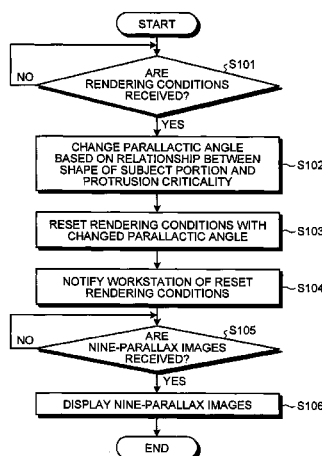 START
S101
ARE
RENDERING CONDITIONS
RECEIVED?
NO
YES
CHANGE PARALLACTIC ANGLE
BASED ON RELATIONSHIP BETWEEN
SHAPE OF SUBJECT PORTION AND
PROTRUSION CRITICALITY
S102
RESET RENDERING CONDITIONS WITH
CHANGED PARALLACTIC ANGLE
S103
NOTIFY WORKSTATION OF RESET
RENDERING CONDITIONS
S104
S105
ARE
NINE-PARALLAX IMAGES
RECEIVED?
NO
YES
DISPLAY NINE-PARALLAX IMAGES
S106
END